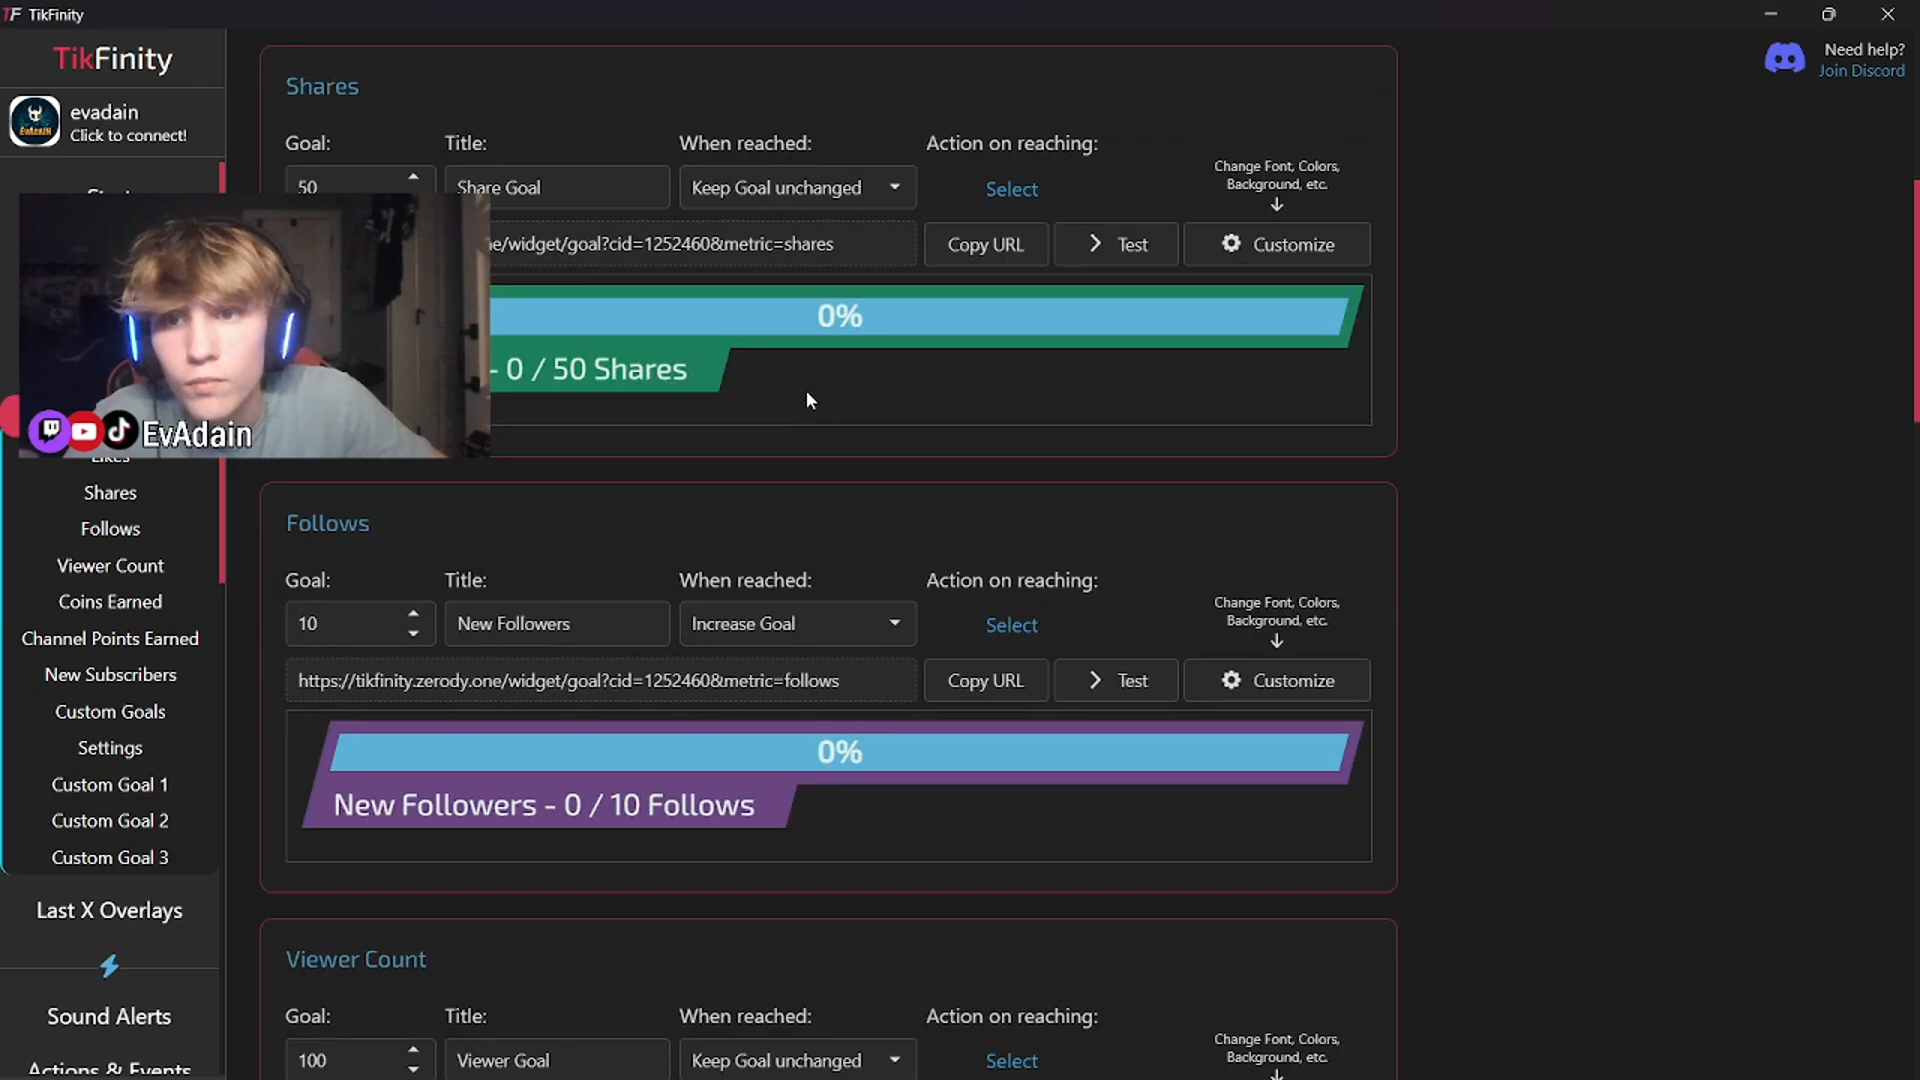 TF TikFinity
TikFinity
evadain
Click to connect!
Need help?
Join Discord
Shares
Goal:
Title:
When reached:
Action on reaching:
Change Font, Colors,
Background, etc.
50
Share Goal
Keep Goal unchanged
Select
ne/widget/goal?cid=1252460&metric=shares
Copy URL
Test
Customize
0%
- 0 / 50 Shares
EvAdain
Likes
Shares
Follows
Viewer Count
Coins Earned
Channel Points Earned
New Subscribers
Custom Goals
Settings
Custom Goal 1
Custom Goal 2
Custom Goal 3
Last X Overlays
Sound Alerts
Actions & Events
Follows
Goal:
Title:
When reached:
Action on reaching:
Change Font, Colors,
Background, etc.
10
New Followers
Increase Goal
Select
https://tikfinity.zerody.one/widget/goal?cid=1252460&metric=follows
Copy URL
Test
Customize
0%
New Followers - 0 / 10 Follows
Viewer Count
Goal:
Title:
When reached:
Action on reaching:
Change Font, Colors,
Background, etc.
100
Viewer Goal
Keep Goal unchanged
Select